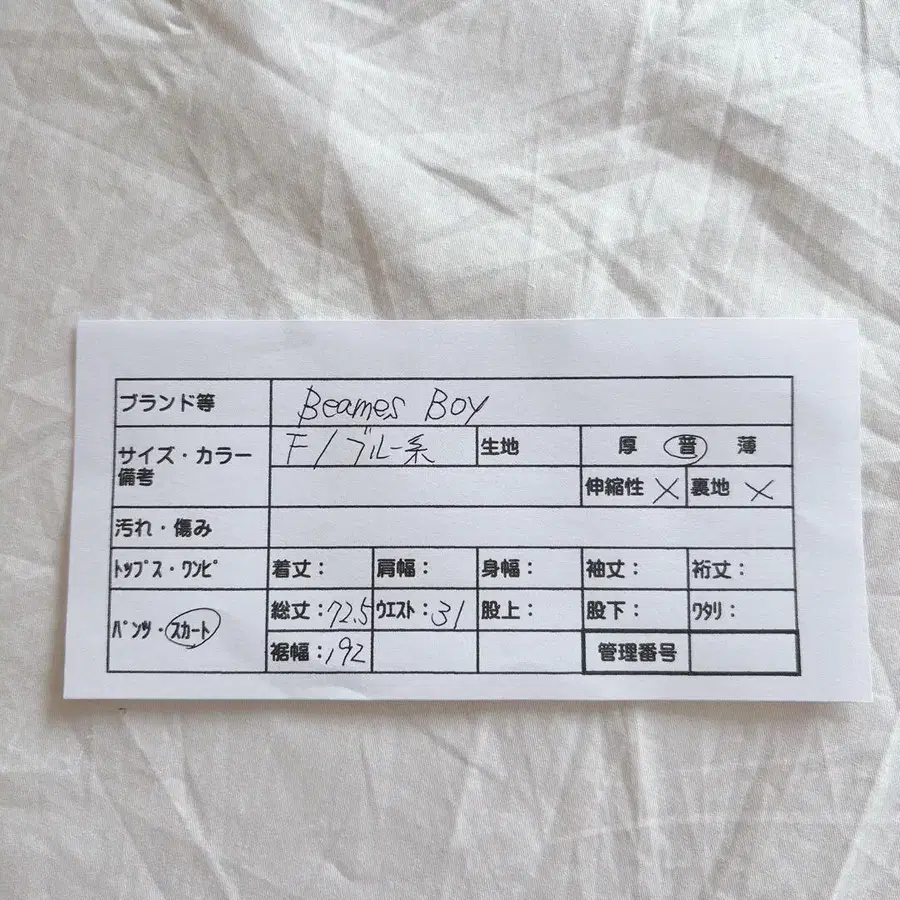 ブランド等 Beames Boy
サイズ・カラー F/ブルー系 生地 厚 普 薄
備考 伸縮性 × 裏地 ×
汚れ・傷み
トップス・ワンピ 着丈: 肩幅: 身幅: 袖丈: 裄丈:
パンツ・スカート 総丈:72.5 ウエスト:31 股上: 股下: ワタリ:
裾幅:192 管理番号